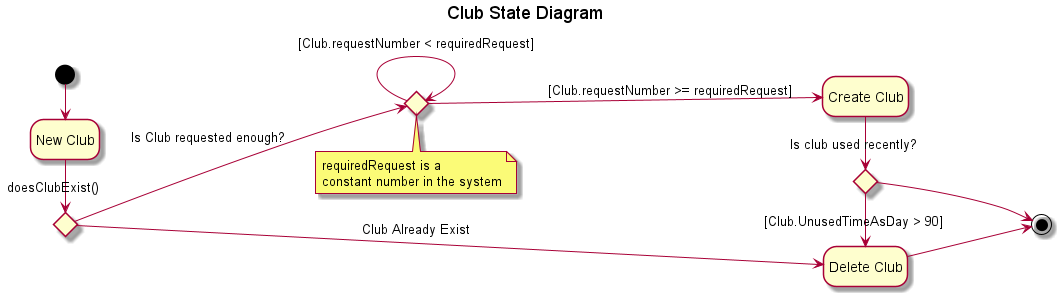 Club State Diagram
[Club.requestNumber < requiredRequest]
[Club.requestNumber >= requiredRequest]
Create Club
New Club
Is Club requested enough?
Is club used recently?
requiredRequest is a
constant number in the system
doesClubExist()
Club Already Exist
[Club.UnusedTimeAsDay > 90]
Delete Club